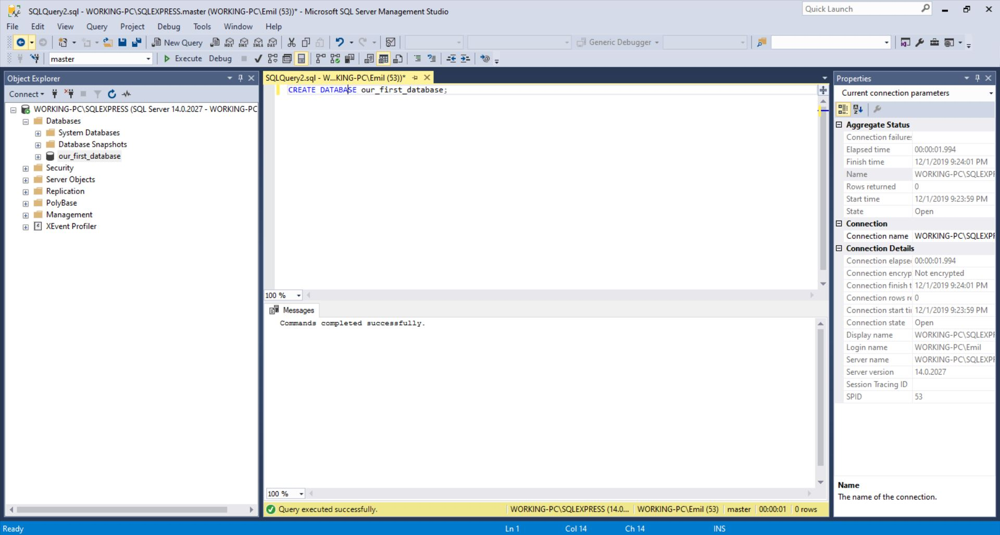 SQLQuery2.sql - WORKING-PC\SQLEXPRESS.master (WORKING-PC\Emil (53))* - Microsoft SQL Server Management Studio
Quick Launch
File Edit View Query Project Debug Tools Window Help
New Query MDX DMX XMLA DAX Generic Debugger
master Execute Debug
Object Explorer
Connect
WORKING-PC\SQLEXPRESS (SQL Server 14.0.2027 - WORKING-PC
Databases
System Databases
Database Snapshots
our_first_database
Security
Server Objects
Replication
PolyBase
Management
XEvent Profiler
SQLQuery2.sql - W...KING-PC\Emil (53))*
CREATE DATABASE our_first_database;
100 %
Messages
Commands completed successfully.
100 %
Query executed successfully. WORKING-PC\SQLEXPRESS (14.0... WORKING-PC\Emil (53) master 00:00:01 0 rows
Properties
Current connection parameters
Aggregate Status
Connection failures
Elapsed time 00:00:01.994
Finish time 12/1/2019 9:24:01 PM
Name WORKING-PC\SQLEXPR
Rows returned 0
Start time 12/1/2019 9:23:59 PM
State Open
Connection
Connection name WORKING-PC\SQLEXPR
Connection Details
Connection elapse 00:00:01.994
Connection encryp Not encrypted
Connection finish t 12/1/2019 9:24:01 PM
Connection rows re 0
Connection start ti 12/1/2019 9:23:59 PM
Connection state Open
Display name WORKING-PC\SQLEXPR
Login name WORKING-PC\Emil
Server name WORKING-PC\SQLEXPR
Server version 14.0.2027
Session Tracing ID
SPID 53
Name
The name of the connection.
Ready Ln 1 Col 14 Ch 14 INS